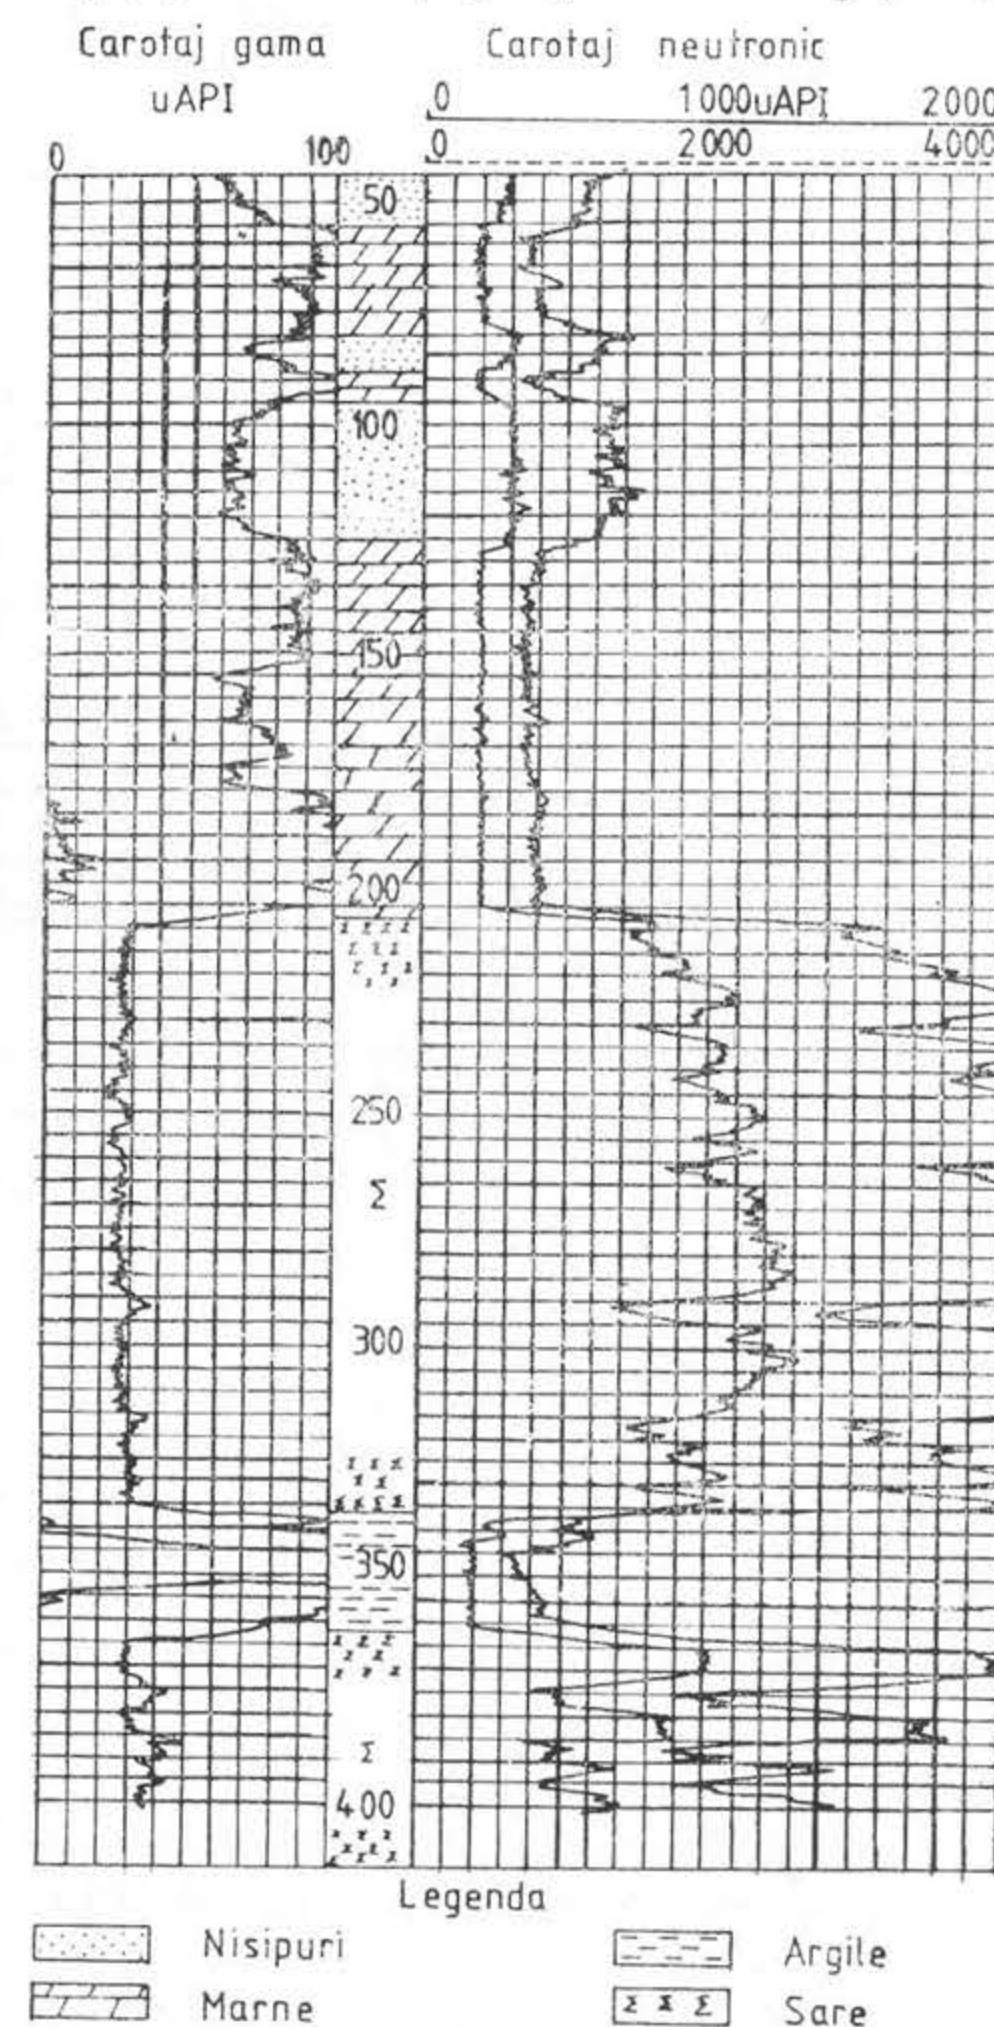 Carotaj gama Carotaj neutronic
uAPI 0 1000uAPI 2000
0 100 0 2000 4000
50
100
150
200
Σ Σ Σ Σ
Σ Σ Σ
Σ Σ Σ Σ
Σ Σ Σ
250
Σ
300
Σ Σ Σ
Σ Σ
Σ Σ Σ Σ
350
Σ Σ Σ
Σ Σ
Σ Σ Σ
Σ
400
Σ Σ Σ
Σ Σ Σ
Σ Σ Σ
Legenda
Nisipuri Argile
Marne Σ Σ Σ Sare